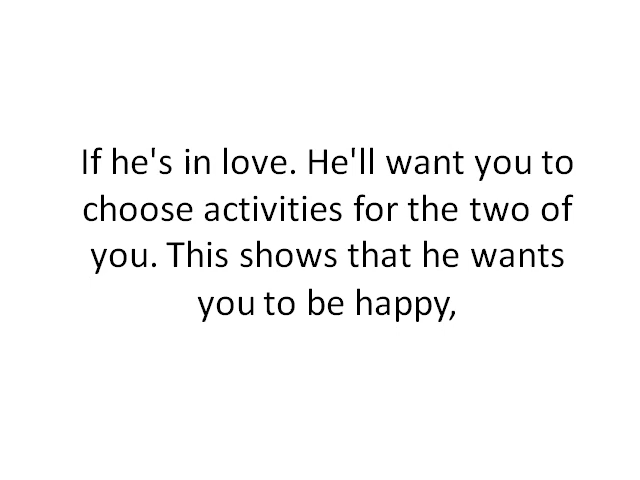 If he's in love. He'll want you to
choose activities for the two of
you. This shows that he wants
you to be happy,